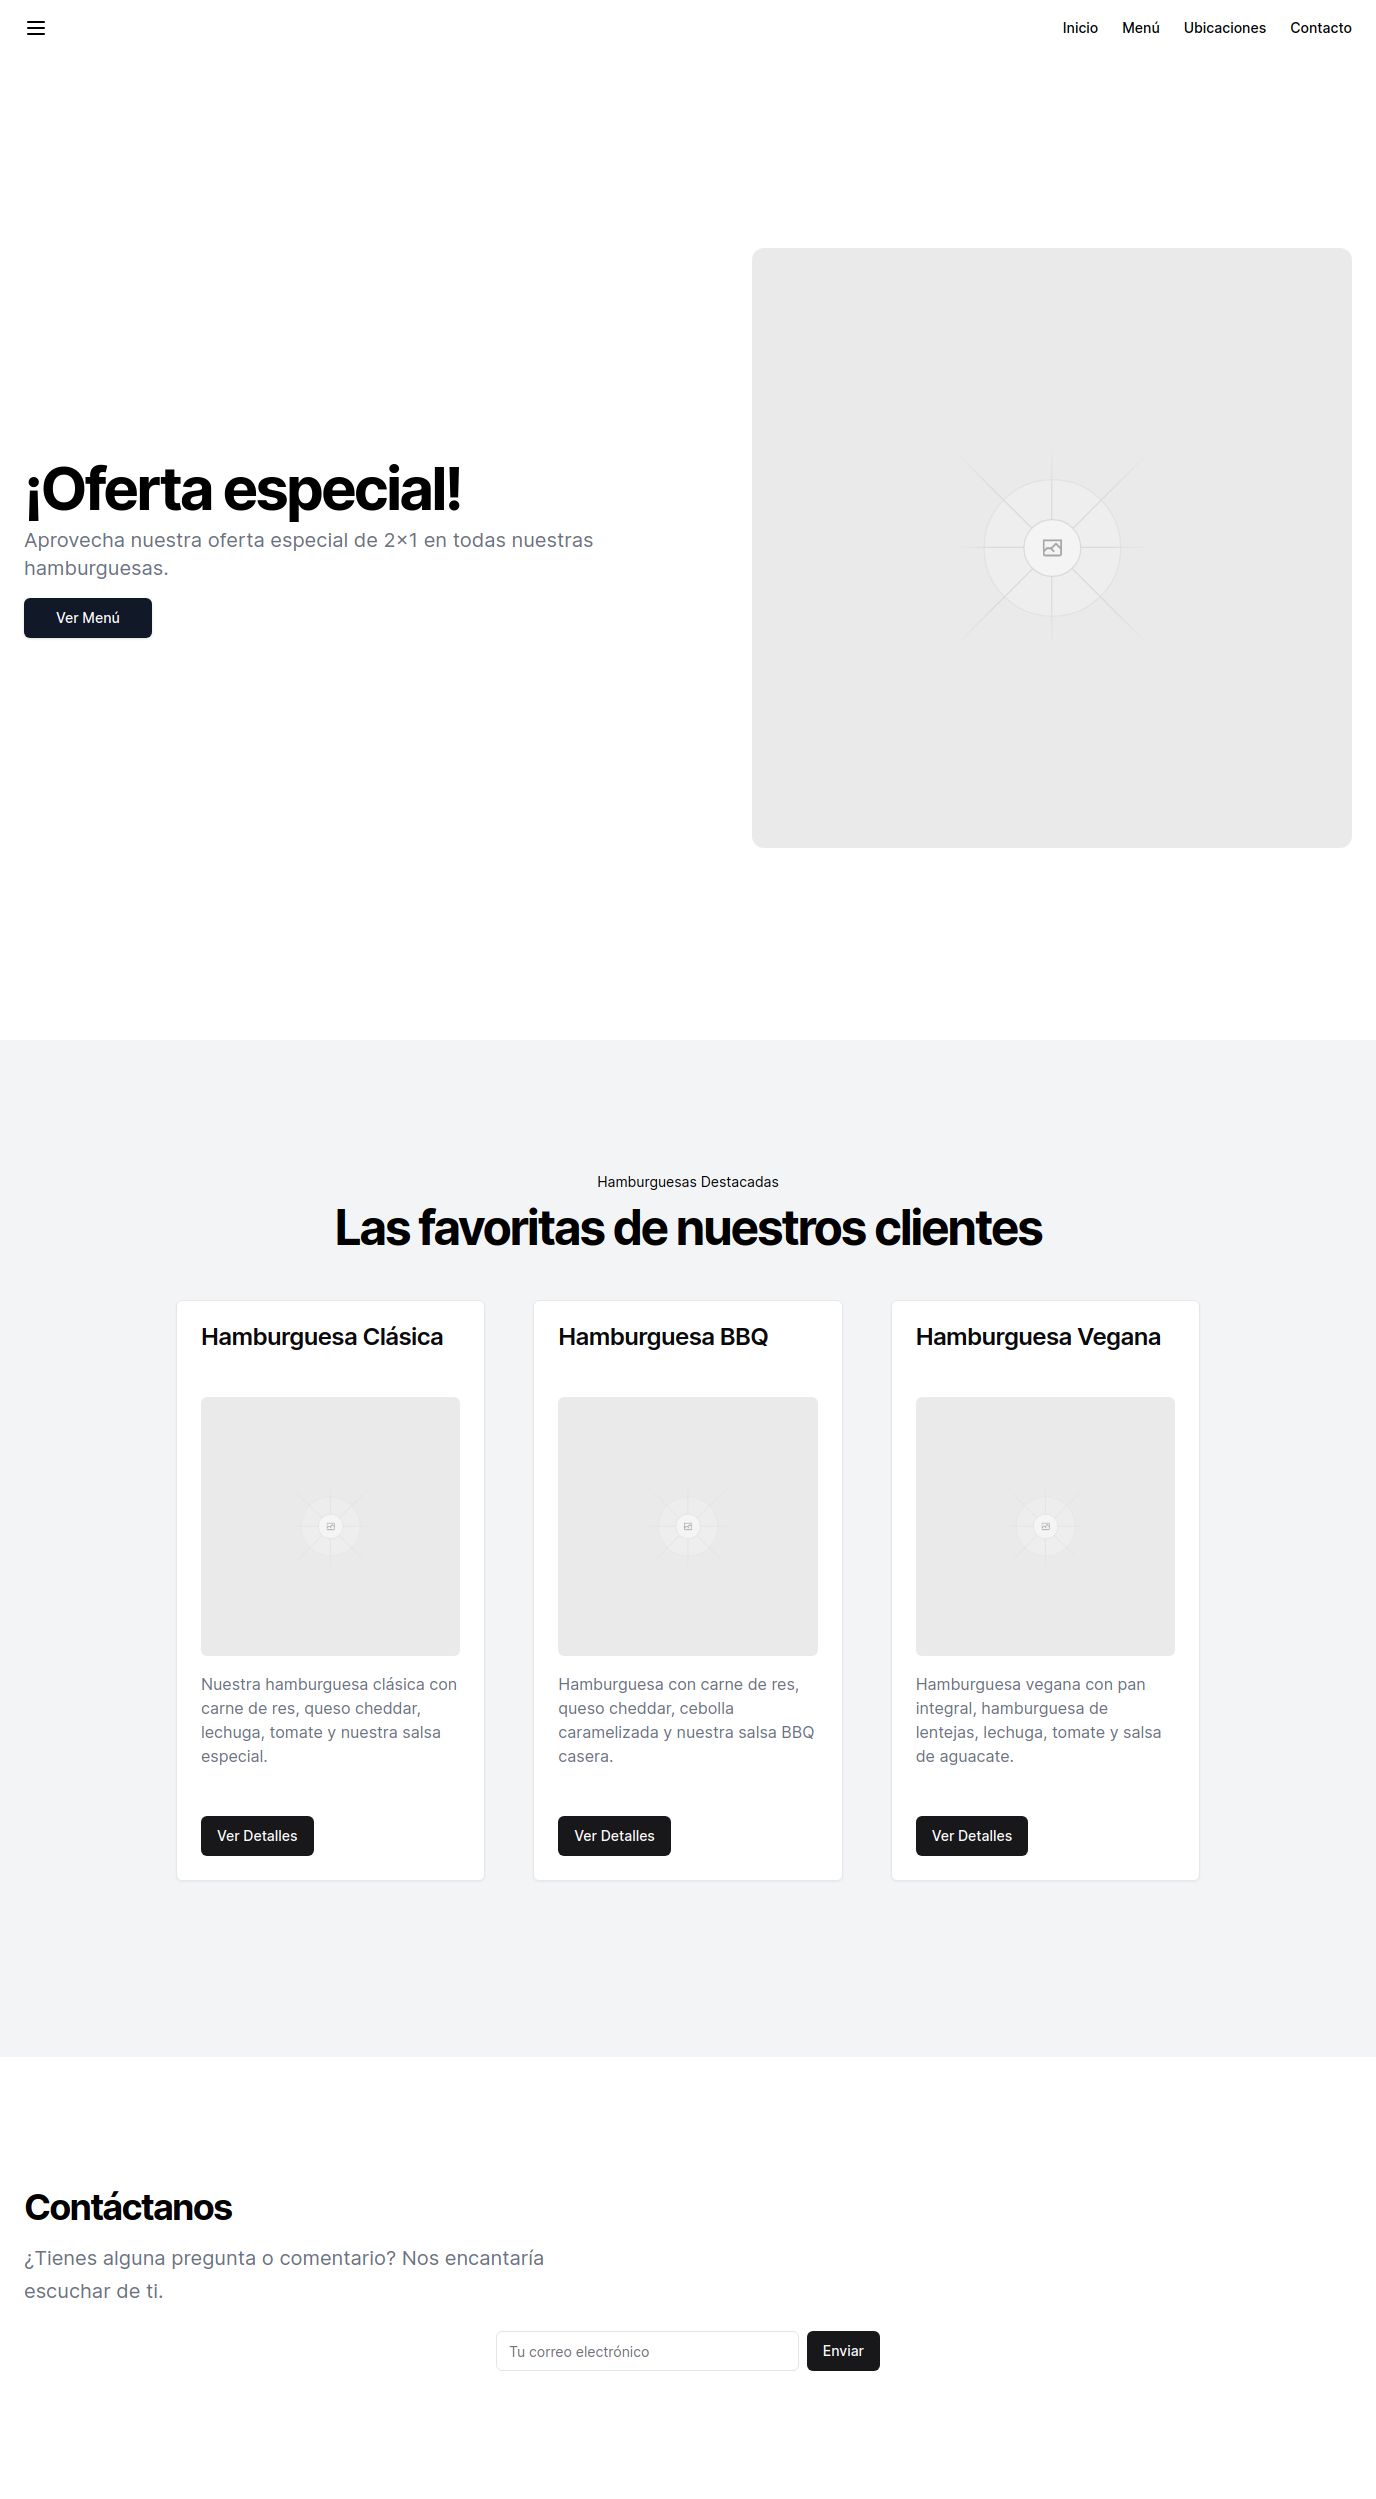 Inicio Menú Ubicaciones Contacto
¡Oferta especial!
Aprovecha nuestra oferta especial de 2x1 en todas nuestras
hamburguesas.
Ver Menú
Hamburguesas Destacadas
Las favoritas de nuestros clientes
Hamburguesa Clásica
Nuestra hamburguesa clásica con
carne de res, queso cheddar,
lechuga, tomate y nuestra salsa
especial.
Ver Detalles
Hamburguesa BBQ
Hamburguesa con carne de res,
queso cheddar, cebolla
caramelizada y nuestra salsa BBQ
casera.
Ver Detalles
Hamburguesa Vegana
Hamburguesa vegana con pan
integral, hamburguesa de
lentejas, lechuga, tomate y salsa
de aguacate.
Ver Detalles
Contáctanos
¿Tienes alguna pregunta o comentario? Nos encantaría
escuchar de ti.
Tu correo electrónico
Enviar